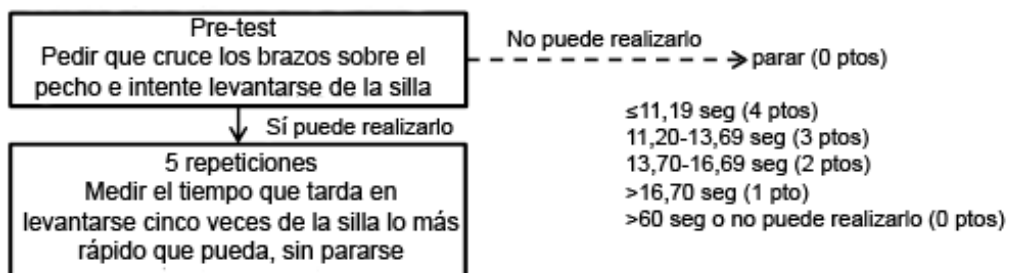 Pre-test
Pedir que cruce los brazos sobre el
pecho e intente levantarse de la silla
No puede realizarlo
parar (0 ptos)
Sí puede realizarlo
5 repeticiones
Medir el tiempo que tarda en
levantarse cinco veces de la silla lo más
rápido que pueda, sin pararse
≤11,19 seg (4 ptos)
11,20-13,69 seg (3 ptos)
13,70-16,69 seg (2 ptos)
>16,70 seg (1 pto)
>60 seg o no puede realizarlo (0 ptos)